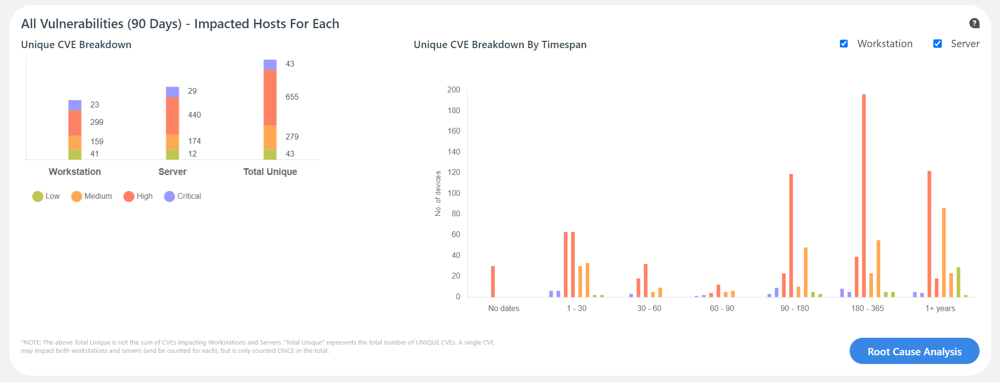 All Vulnerabilities (90 Days) - Impacted Hosts For Each
?
Unique CVE Breakdown
43
655
279
43
29
440
174
12
23
299
159
41
Workstation
Server
Total Unique
Low
Medium
High
Critical
Unique CVE Breakdown By Timespan
Workstation
Server
No. of devices
200
180
160
140
120
100
80
60
40
20
0
No dates
1 - 30
30 - 60
60 - 90
90 - 180
180 - 365
1+ years
*NOTE: The above Total Unique is not the sum of CVEs impacting Workstations and Servers. "Total Unique" represents the total number of UNIQUE CVEs. A single CVE
may impact both workstations and servers (and be counted for each), but is only counted ONCE in the total.
Root Cause Analysis